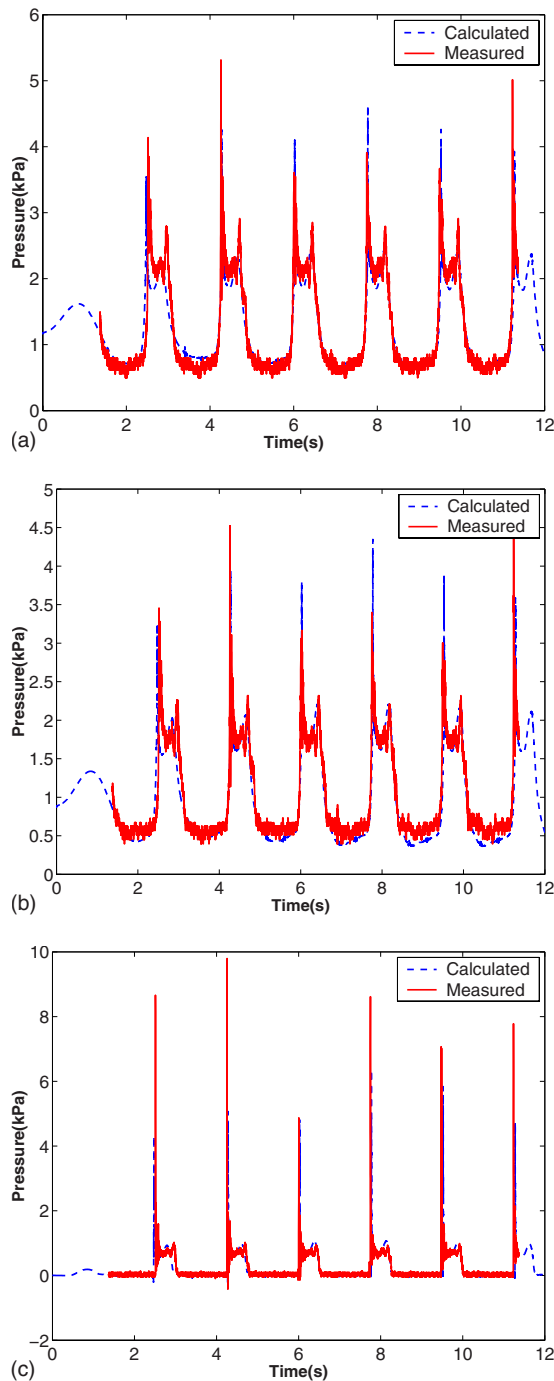 6
5
4
3
2
1
0
Pressure(kPa)
Calculated
Measured
0 2 4 6 8 10 12
Time(s)
(a)
5
4.5
4
3.5
3
2.5
2
1.5
1
0.5
0
Pressure(kPa)
Calculated
Measured
0 2 4 6 8 10 12
Time(s)
(b)
10
8
6
4
2
0
−2
Pressure(kPa)
Calculated
Measured
0 2 4 6 8 10 12
Time(s)
(c)